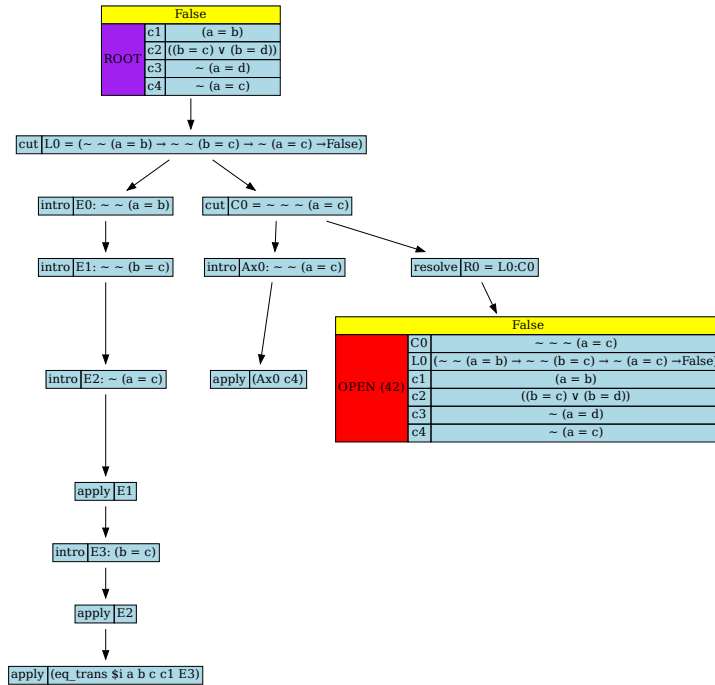 False
ROOT
c1 (a = b)
c2 ((b = c) ∨ (b = d))
c3 ~ (a = d)
c4 ~ (a = c)
cut L0 = (~ ~ (a = b) → ~ ~ (b = c) → ~ (a = c) →False)
intro E0: ~ ~ (a = b)
cut C0 = ~ ~ ~ (a = c)
intro E1: ~ ~ (b = c)
intro Ax0: ~ ~ (a = c)
resolve R0 = L0:C0
False
OPEN (42)
C0 ~ ~ ~ (a = c)
L0 (~ ~ (a = b) → ~ ~ (b = c) → ~ (a = c) →False)
c1 (a = b)
c2 ((b = c) ∨ (b = d))
c3 ~ (a = d)
c4 ~ (a = c)
intro E2: ~ (a = c)
apply (Ax0 c4)
apply E1
intro E3: (b = c)
apply E2
apply (eq_trans $i a b c c1 E3)